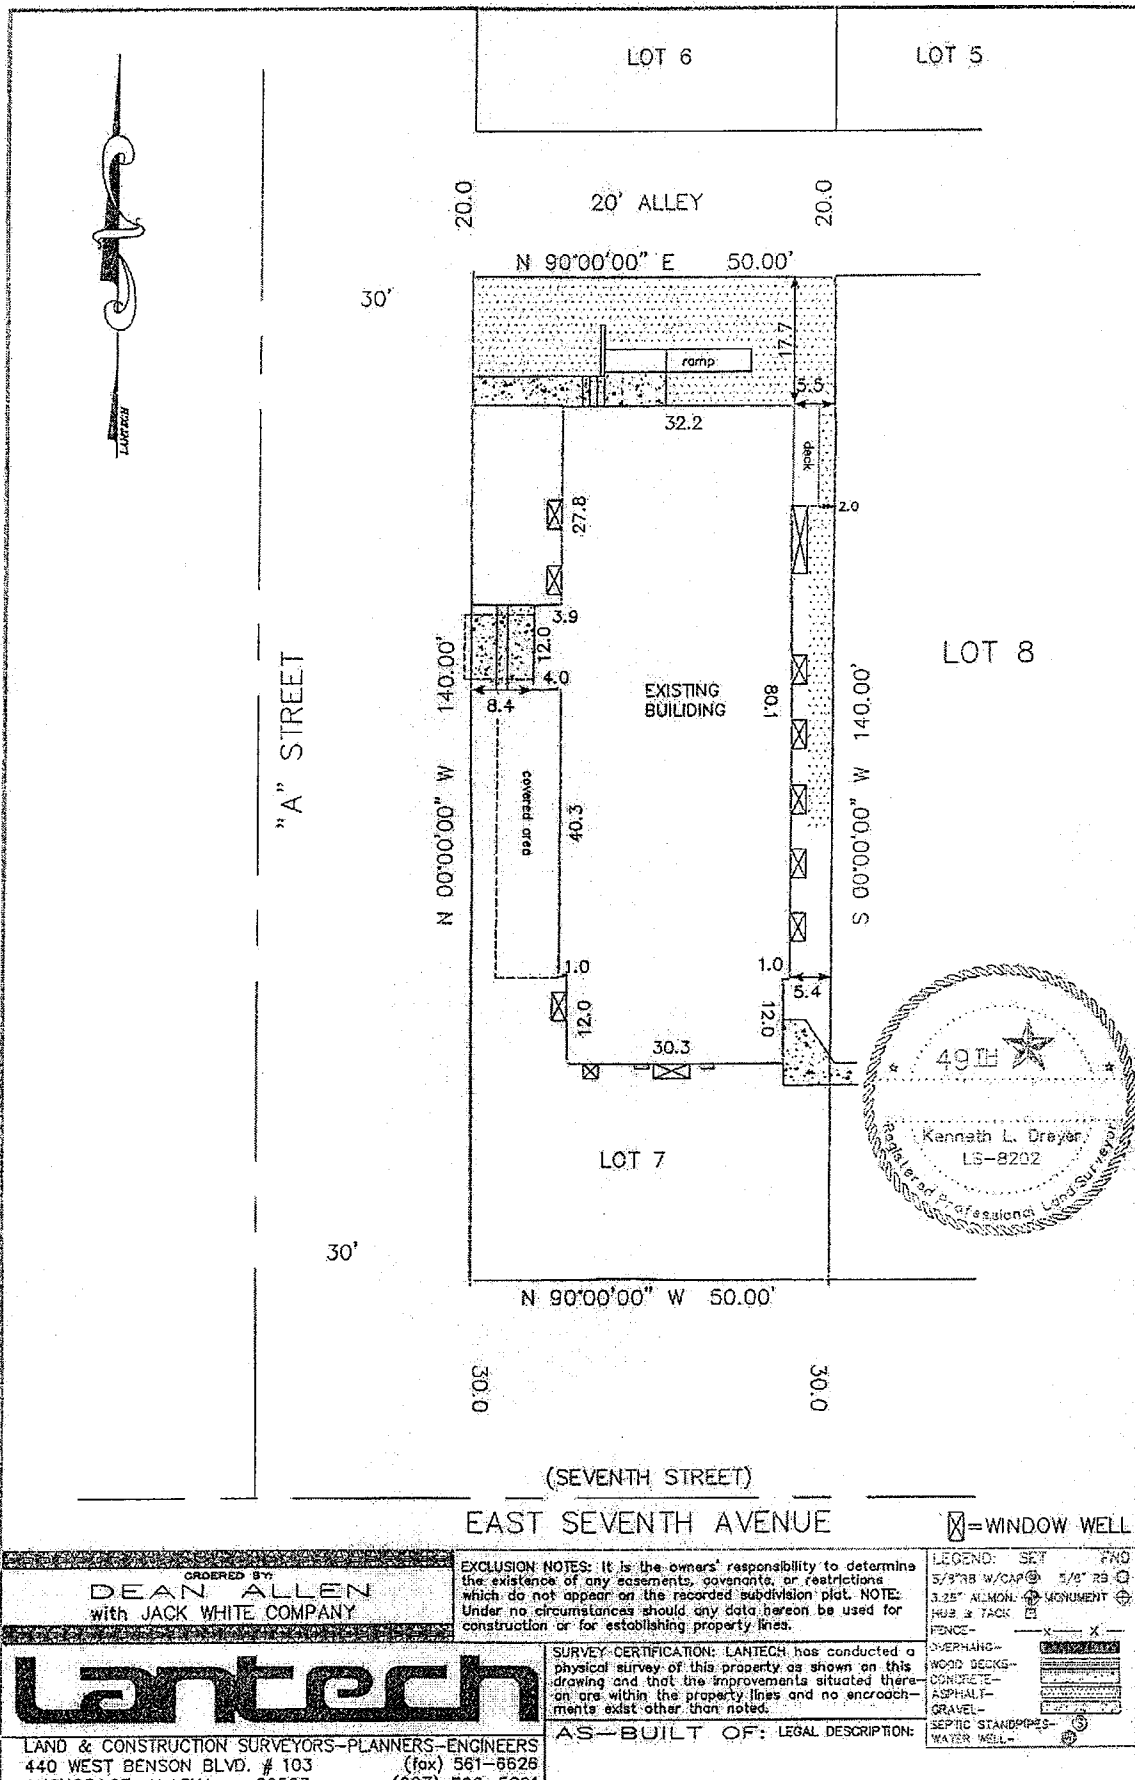 LOT 6
LOT 5
20.0
20' ALLEY
20.0
N 90°00'00" E 50.00'
30'
17.7
ramp
5.5
32.2
deck
27.8
2.0
3.9
12.0
4.0
8.4
LOT 8
"A" STREET
N 00°00'00" W 140.00'
EXISTING
BUILIDING
80.1
S 00°00'00" W 140.00'
covered area
40.3
1.0
1.0
5.4
12.0
12.0
30.3
49TH
Kenneth L. Dreyer
LS-8202
Registered Professional Land Surveyor
LOT 7
30'
N 90°00'00" W 50.00'
30.0
30.0
(SEVENTH STREET)
EAST SEVENTH AVENUE
=WINDOW WELL
ORDERED BY:
DEAN ALLEN
with JACK WHITE COMPANY
EXCLUSION NOTES: It is the owners' responsibility to determine
the existence of any easements, covenants, or restrictions
which do not appear on the recorded subdivision plat. NOTE:
Under no circumstances should any data hereon be used for
construction or for establishing property lines.
LEGEND: SET FND
5/8"RB W/CAP 5/8" RB
3.25" ALMON. MONUMENT
HUB & TACK
FENCE- x x
OVERHANG-
WOOD DECKS-
CONCRETE-
ASPHALT-
GRAVEL-
SEPTIC STANDPIPES-
WATER WELL-
Lantech
SURVEY CERTIFICATION: LANTECH has conducted a
physical survey of this property as shown on this
drawing and that the improvements situated there-
on are within the property lines and no encroach-
ments exist other than noted.
AS-BUILT OF: LEGAL DESCRIPTION:
LAND & CONSTRUCTION SURVEYORS-PLANNERS-ENGINEERS
440 WEST BENSON BLVD. # 103 (fax) 561-6626